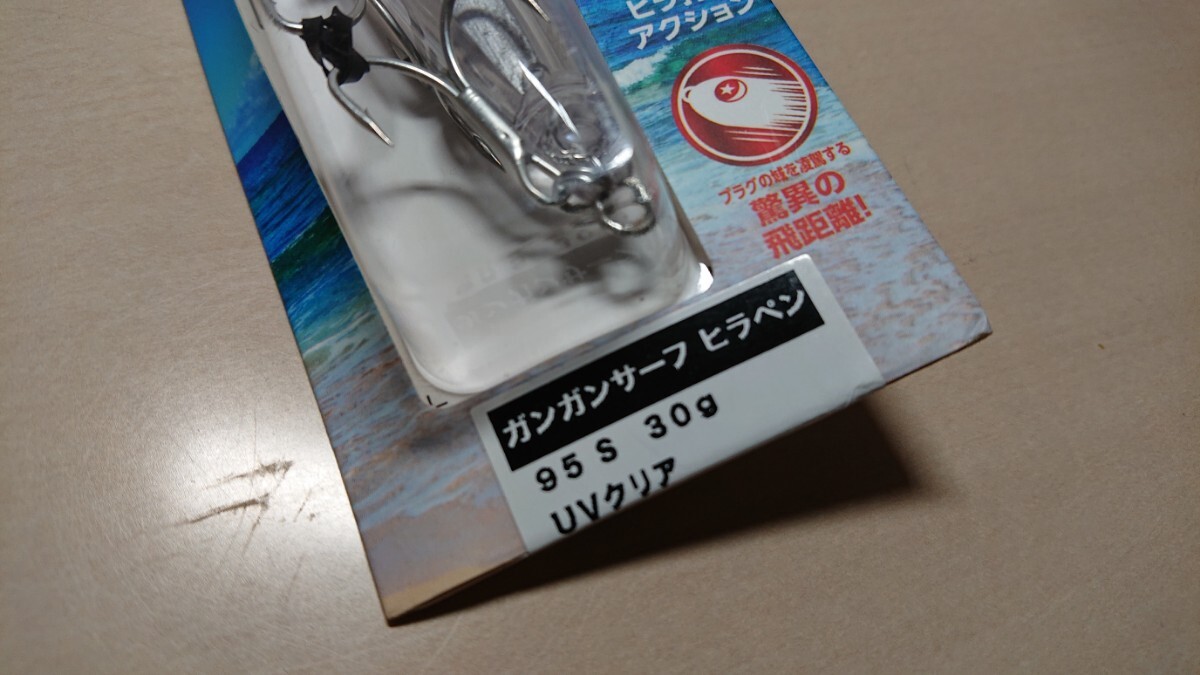 アクション
プラグの域を凌駕する
驚異の
飛距離!
ガンガンサーフ ヒラペン
95S 30g
UVクリア